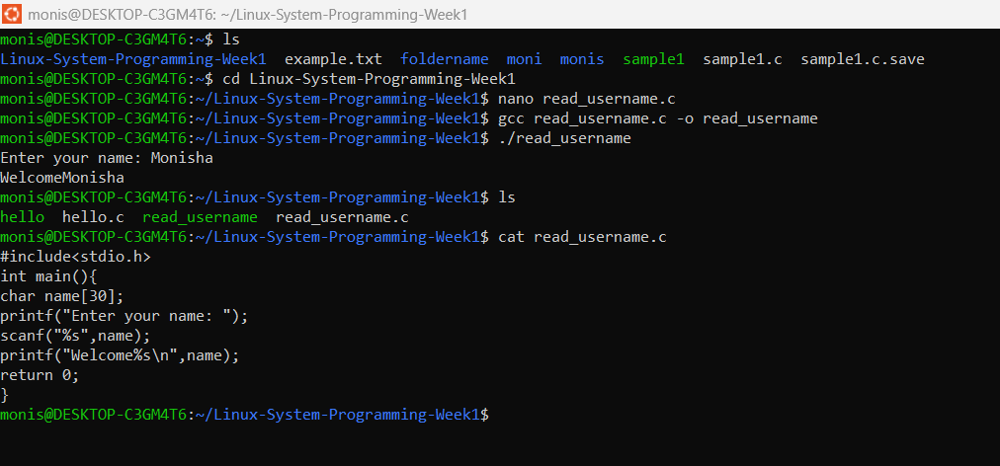 monis@DESKTOP-C3GM4T6: ~/Linux-System-Programming-Week1
monis@DESKTOP-C3GM4T6:~$ ls
Linux-System-Programming-Week1  example.txt  foldername  moni  monis  sample1  sample1.c  sample1.c.save
monis@DESKTOP-C3GM4T6:~$ cd Linux-System-Programming-Week1
monis@DESKTOP-C3GM4T6:~/Linux-System-Programming-Week1$ nano read_username.c
monis@DESKTOP-C3GM4T6:~/Linux-System-Programming-Week1$ gcc read_username.c -o read_username
monis@DESKTOP-C3GM4T6:~/Linux-System-Programming-Week1$ ./read_username
Enter your name: Monisha
WelcomeMonisha
monis@DESKTOP-C3GM4T6:~/Linux-System-Programming-Week1$ ls
hello  hello.c  read_username  read_username.c
monis@DESKTOP-C3GM4T6:~/Linux-System-Programming-Week1$ cat read_username.c
#include<stdio.h>
int main(){
char name[30];
printf("Enter your name: ");
scanf("%s",name);
printf("Welcome%s\n",name);
return 0;
}
monis@DESKTOP-C3GM4T6:~/Linux-System-Programming-Week1$